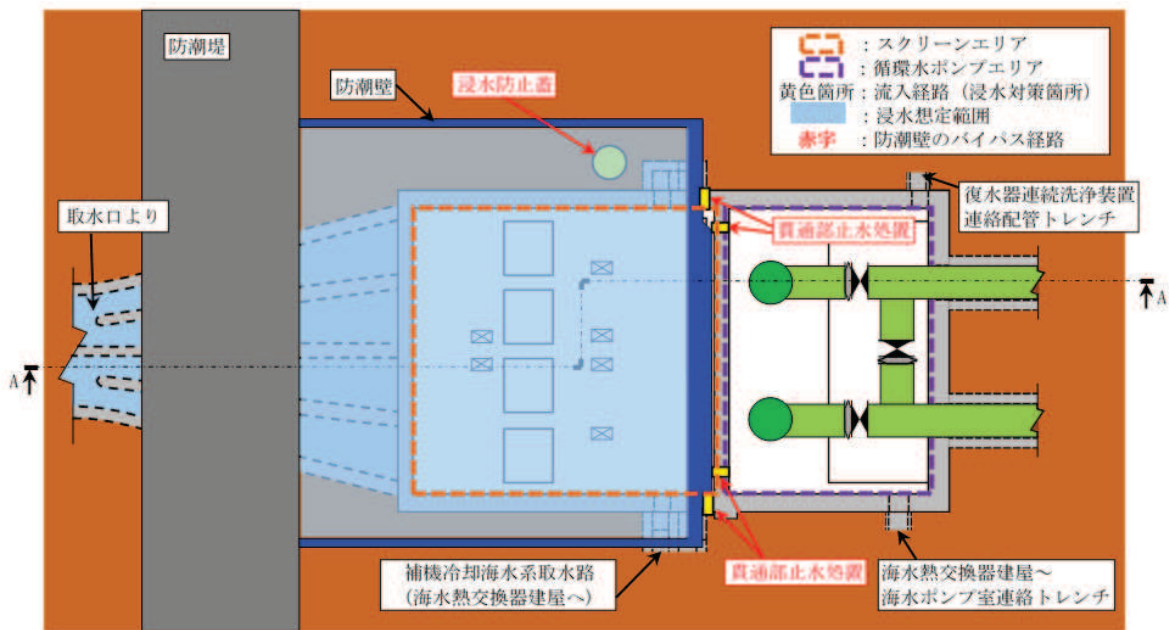 防潮堤
防潮壁
浸水防止蓋
：スクリーンエリア
：循環水ポンプエリア
黄色箇所：流入経路（浸水対策箇所）
：浸水想定範囲
赤字：防潮壁のバイパス経路
取水口より
貫通部止水処置
復水器連続洗浄装置
連絡配管トレンチ
A
A
補機冷却海水系取水路
(海水熱交換器建屋へ)
貫通部止水処置
海水熱交換器建屋～
海水ポンプ室連絡トレンチ